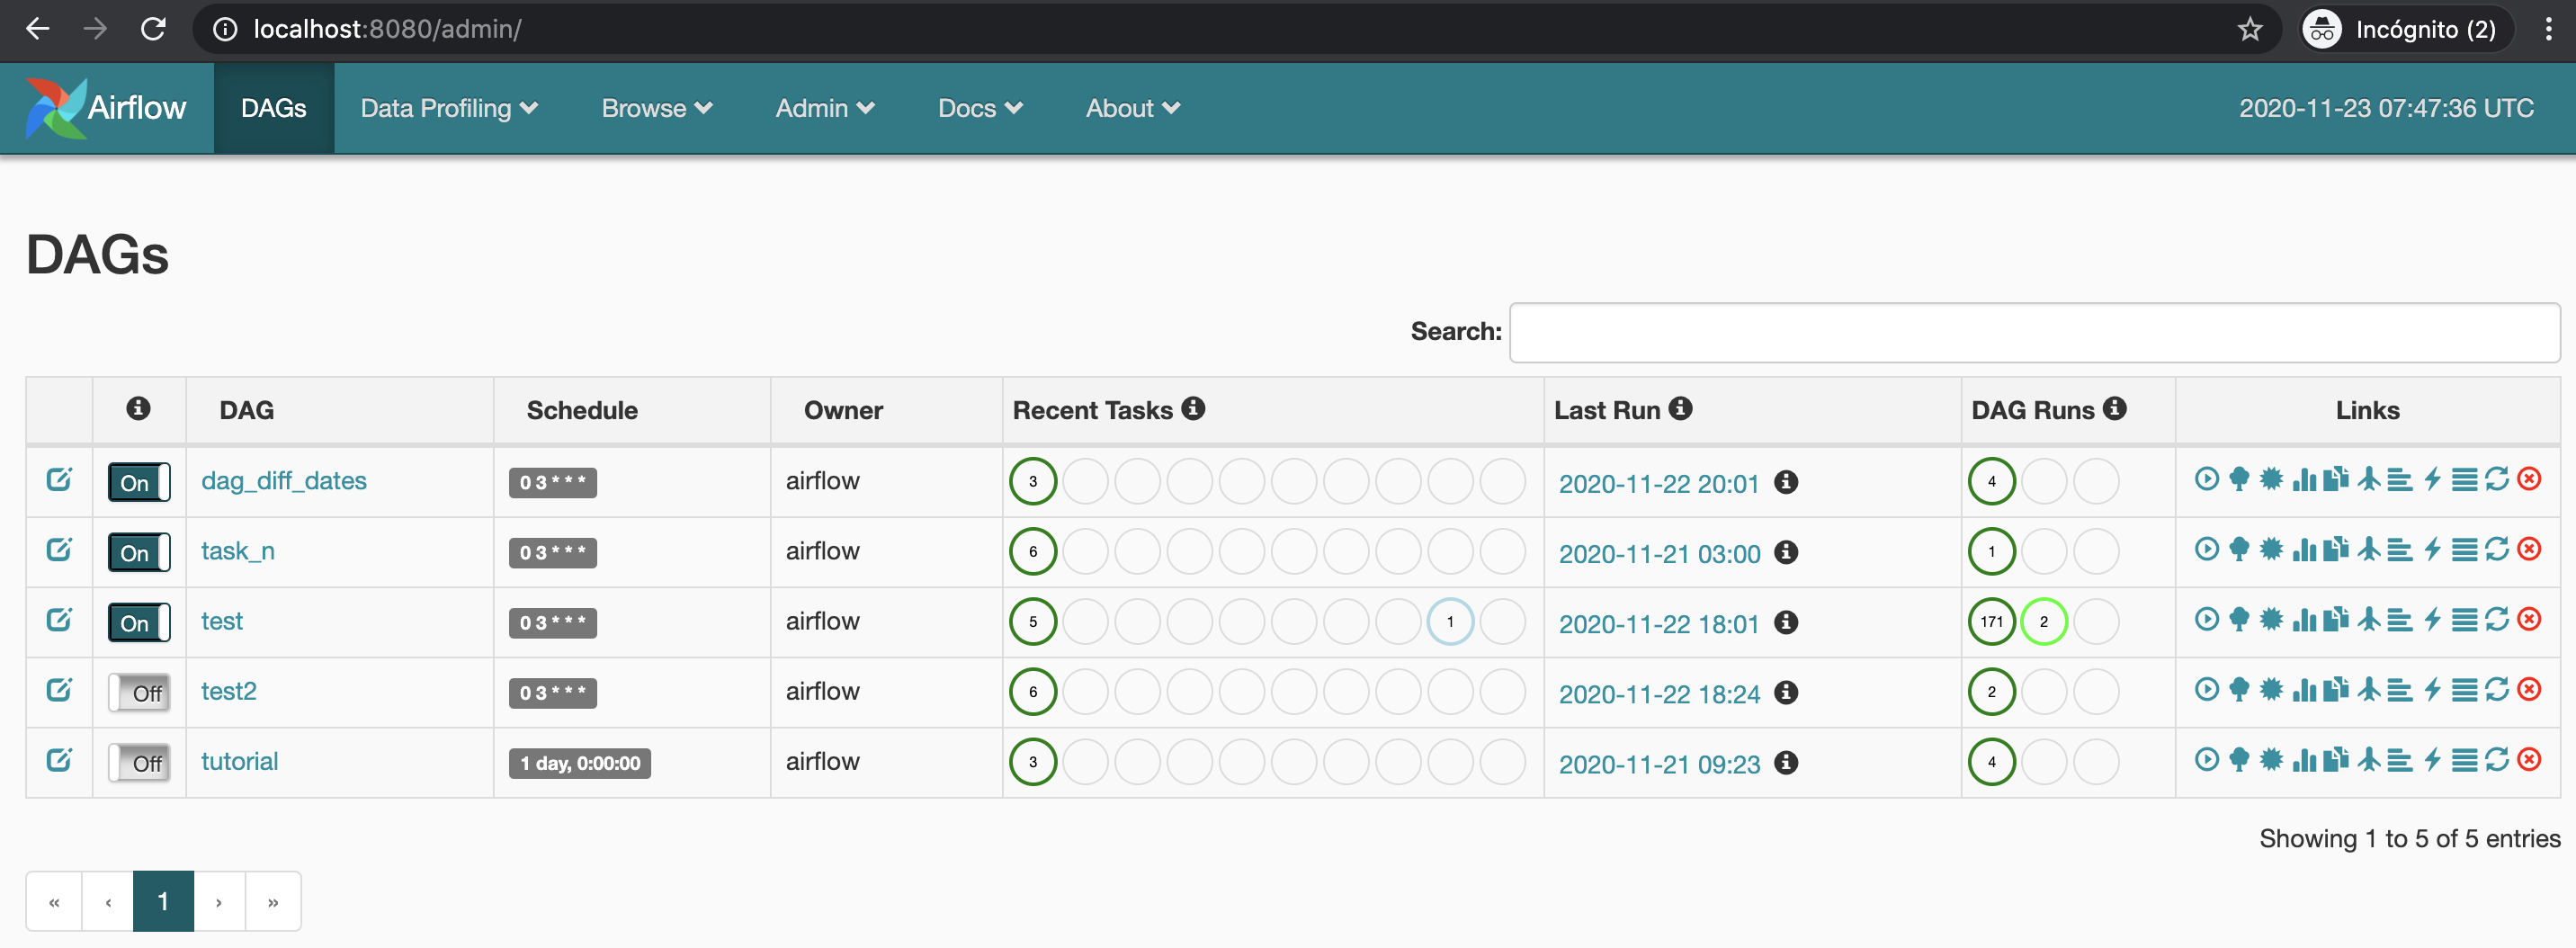 localhost:8080/admin/ Incógnito (2)
Airflow DAGs Data Profiling Browse Admin Docs About 2020-11-23 07:47:36 UTC
DAGs
Search:
DAG Schedule Owner Recent Tasks Last Run DAG Runs Links
On dag_diff_dates 0 3 * * * airflow 3 2020-11-22 20:01 4
On task_n 0 3 * * * airflow 6 2020-11-21 03:00 1
On test 0 3 * * * airflow 5 1 2020-11-22 18:01 171 2
Off test2 0 3 * * * airflow 6 2020-11-22 18:24 2
Off tutorial 1 day, 0:00:00 airflow 3 2020-11-21 09:23 4
Showing 1 to 5 of 5 entries
« ‹ 1 › »